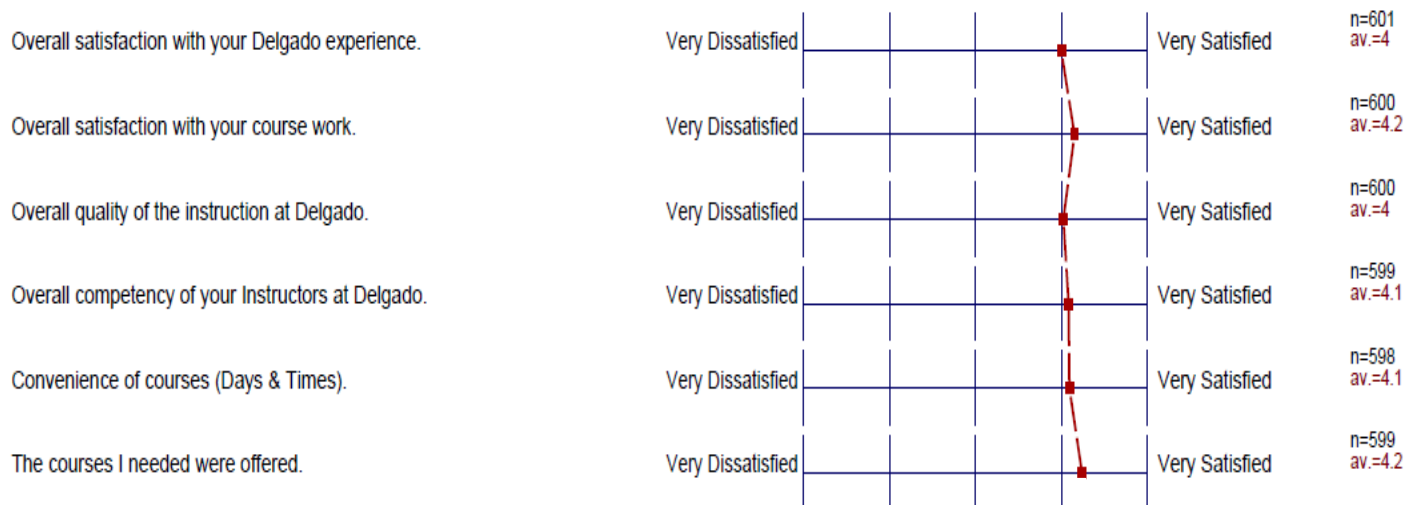 n=601
Overall satisfaction with your Delgado experience. Very Dissatisfied Very Satisfied av.=4
n=600
Overall satisfaction with your course work. Very Dissatisfied Very Satisfied av.=4.2
n=600
Overall quality of the instruction at Delgado. Very Dissatisfied Very Satisfied av.=4
n=599
Overall competency of your Instructors at Delgado. Very Dissatisfied Very Satisfied av.=4.1
n=598
Convenience of courses (Days & Times). Very Dissatisfied Very Satisfied av.=4.1
n=599
The courses I needed were offered. Very Dissatisfied Very Satisfied av.=4.2